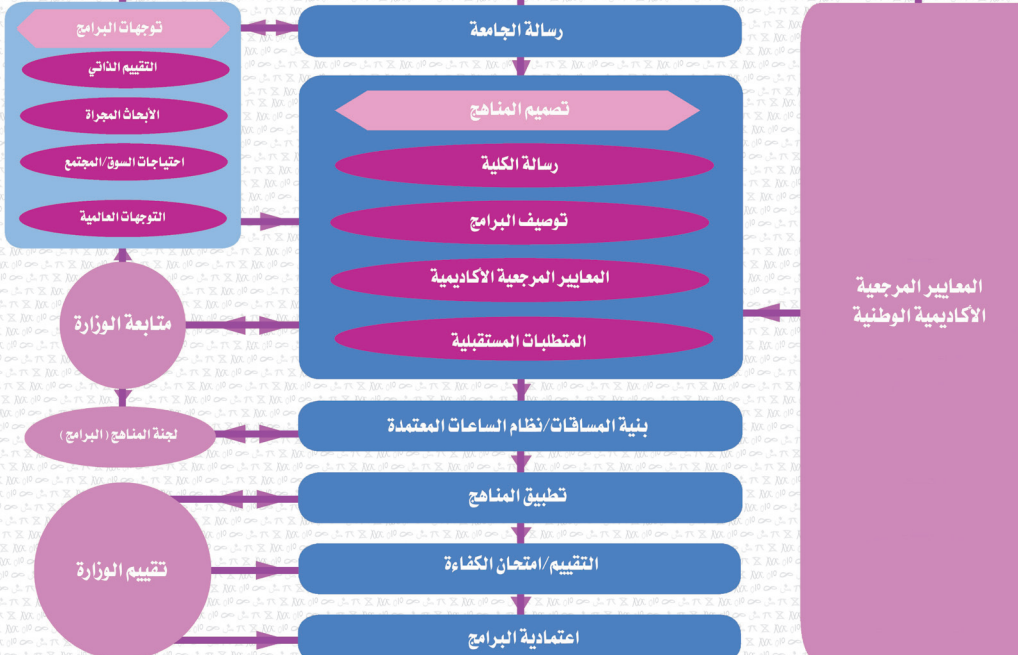 توجهات البرامج
التقييم الذاتي
الأبحاث المجراة
احتياجات السوق/المجتمع
التوجهات العالمية
متابعة الوزارة
لجنة المناهج (البرامج)
تقييم الوزارة
رسالة الجامعة
تصميم المناهج
رسالة الكلية
توصيف البرامج
المعايير المرجعية الاكاديمية
المتطلبات المستقبلية
بنية المساقات/نظام الساعات المعتمدة
تطبيق المناهج
التقييم/امتحان الكفاءة
اعتمادية البرامج
المعايير المرجعية
الأكاديمية الوطنية